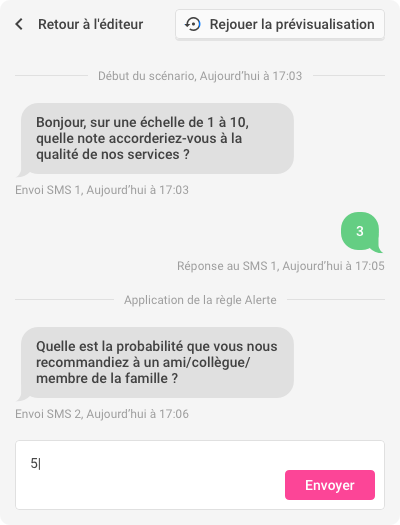 Retour à l'éditeur
Rejouer la prévisualisation
Début du scénario, Aujourd'hui à 17:03
Bonjour, sur une échelle de 1 à 10,
quelle note accorderiez-vous à la
qualité de nos services ?
Envoi SMS 1, Aujourd'hui à 17:03
3
Réponse au SMS 1, Aujourd'hui à 17:05
Application de la règle Alerte
Quelle est la probabilité que vous nous
recommandiez à un ami/collègue/
membre de la famille ?
Envoi SMS 2, Aujourd'hui à 17:06
5|
Envoyer